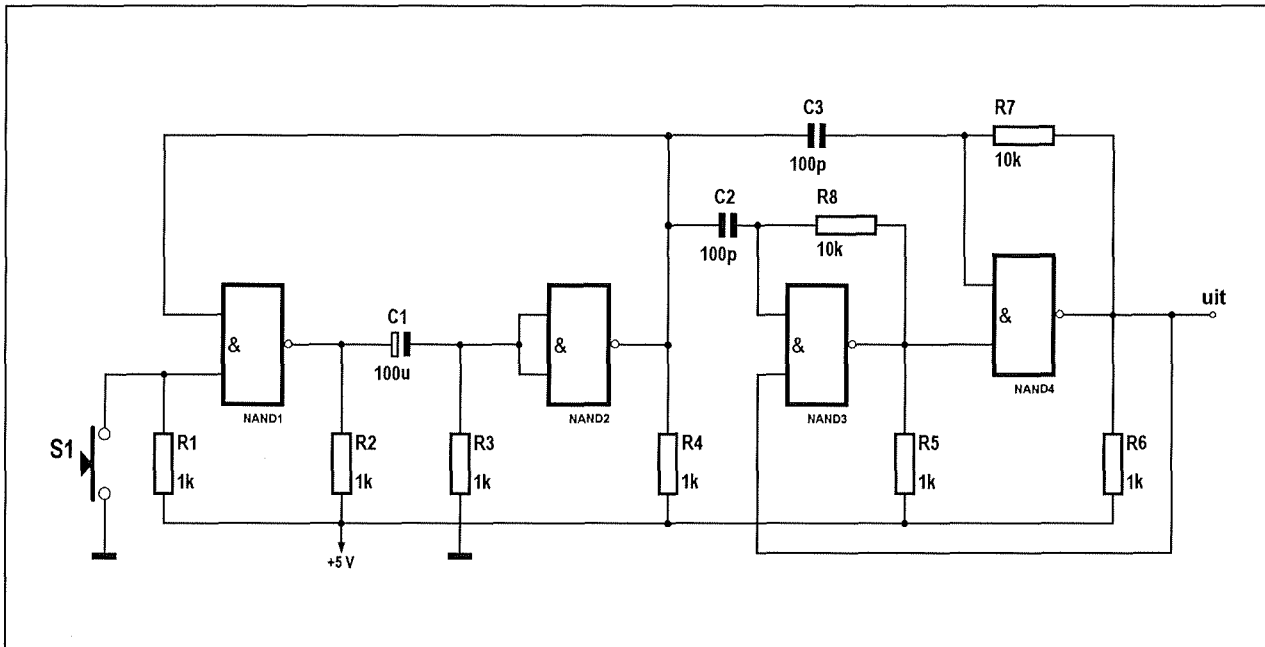 C3
R7
100p
10k
C2
R8
100p
10k
uit
C1
&
&
&
&
100u
NAND1
NAND2
NAND3
NAND4
S1
R1
R2
R3
R4
R5
R6
1k
1k
1k
1k
1k
1k
+5 V